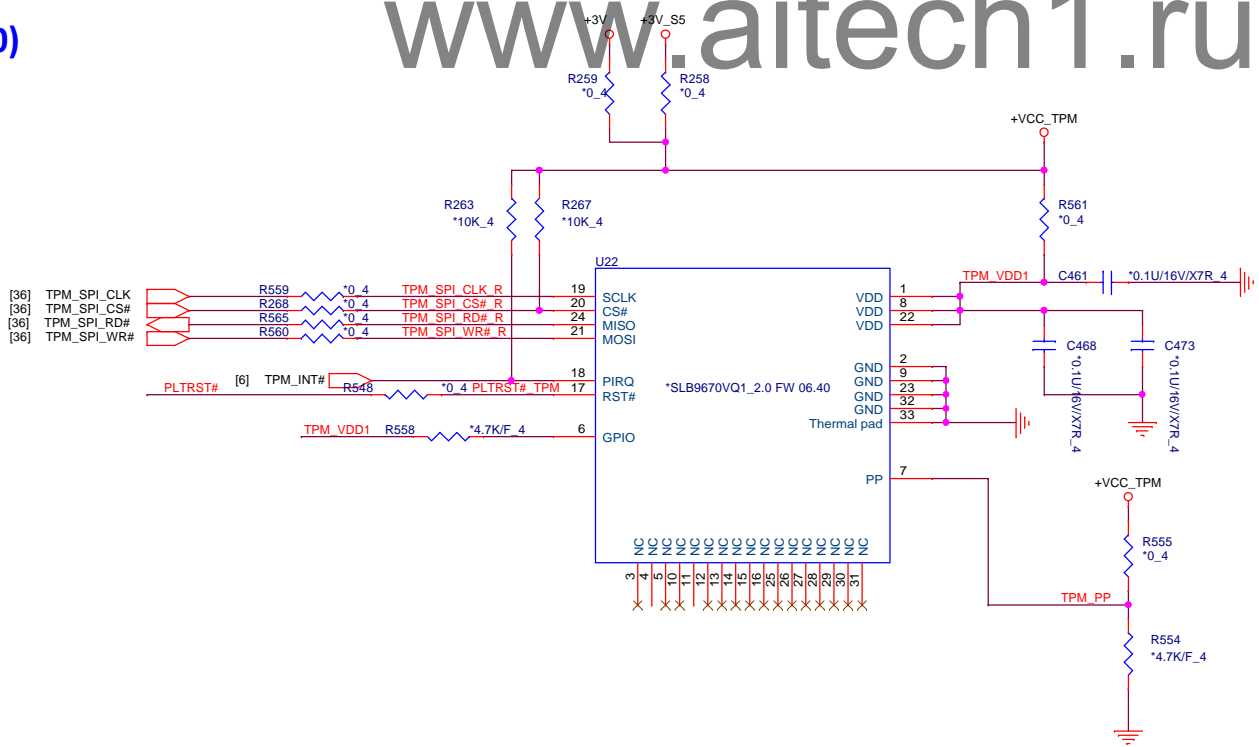 www.aitech1.ru
0)
+3V +3V_S5
R259 *0_4
R258 *0_4
+VCC_TPM
R263 *10K_4
R267 *10K_4
R561 *0_4
U22
TPM_VDD1 C461 *0.1U/16V/X7R_4
[36] TPM_SPI_CLK R559 *0_4 TPM_SPI_CLK_R 19 SCLK
[36] TPM_SPI_CS# R268 *0_4 TPM_SPI_CS#_R 20 CS#
[36] TPM_SPI_RD# R565 *0_4 TPM_SPI_RD#_R 24 MISO
[36] TPM_SPI_WR# R560 *0_4 TPM_SPI_WR#_R 21 MOSI
VDD 1
VDD 8
VDD 22
C468 *0.1U/16V/X7R_4
C473 *0.1U/16V/X7R_4
[6] TPM_INT# 18 PIRQ
PLTRST# R548 *0_4 PLTRST#_TPM 17 RST#
*SLB9670VQ1_2.0 FW 06.40
GND 2
GND 9
GND 23
GND 32
Thermal pad 33
TPM_VDD1 R558 *4.7K/F_4 6 GPIO
PP 7
+VCC_TPM
R555 *0_4
NC NC NC NC NC NC NC NC NC NC NC NC NC NC NC NC NC
3 4 5 10 11 12 13 14 15 16 25 26 27 28 29 30 31
TPM_PP
R554 *4.7K/F_4